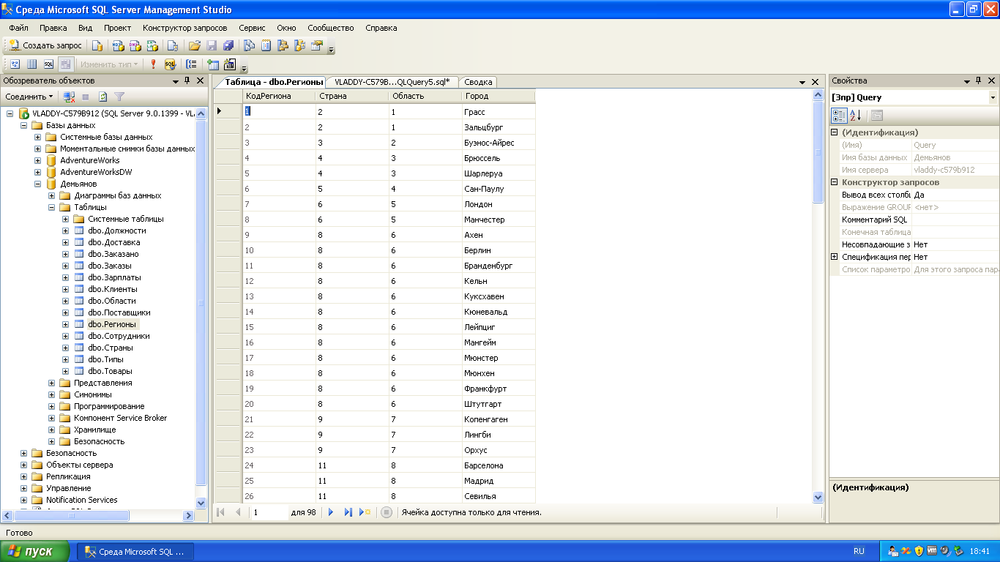 Среда Microsoft SQL Server Management Studio
Файл Правка Вид Проект Конструктор запросов Сервис Окно Сообщество Справка
Создать запрос
Изменить тип
Обозреватель объектов
Соединить
VLADDY-C579B912 (SQL Server 9.0.1399 - VL
Базы данных
Системные базы данных
Моментальные снимки базы данных
AdventureWorks
AdventureWorksDW
Демьянов
Диаграммы баз данных
Таблицы
Системные таблицы
dbo.Должности
dbo.Доставка
dbo.Заказано
dbo.Заказы
dbo.Зарплаты
dbo.Клиенты
dbo.Области
dbo.Поставщики
dbo.Регионы
dbo.Сотрудники
dbo.Страны
dbo.Типы
dbo.Товары
Представления
Синонимы
Программирование
Компонент Service Broker
Хранилище
Безопасность
Безопасность
Объекты сервера
Репликация
Управление
Notification Services
Таблица - dbo.Регионы VLADDY-C579B...QLQuery5.sql* Сводка
КодРегиона Страна Область Город
1 2 1 Грасс
2 2 1 Зальцбург
3 3 2 Буэнос-Айрес
4 4 3 Брюссель
5 4 3 Шарлеруа
6 5 4 Сан-Паулу
7 6 5 Лондон
8 6 5 Манчестер
9 8 6 Ахен
10 8 6 Берлин
11 8 6 Бранденбург
12 8 6 Кельн
13 8 6 Куксхавен
14 8 6 Кюневальд
15 8 6 Лейпциг
16 8 6 Мангейм
17 8 6 Мюнстер
18 8 6 Мюнхен
19 8 6 Франкфурт
20 8 6 Штутгарт
21 9 7 Копенгаген
22 9 7 Лингби
23 9 7 Орхус
24 11 8 Барселона
25 11 8 Мадрид
26 11 8 Севилья
1 для 98 Ячейка доступна только для чтения.
Свойства
[Зпр] Query
(Идентификация)
(Имя) Query
Имя базы данных Демьянов
Имя сервера vladdy-c579b912
Конструктор запросов
Вывод всех столбц Да
Выражение GROUP <нет>
Комментарий SQL
Конечная таблица
Несовпадающие з Нет
Спецификация пер Нет
Список параметро Для этого запроса пар
(Идентификация)
Готово
пуск Среда Microsoft SQL ... RU 18:41